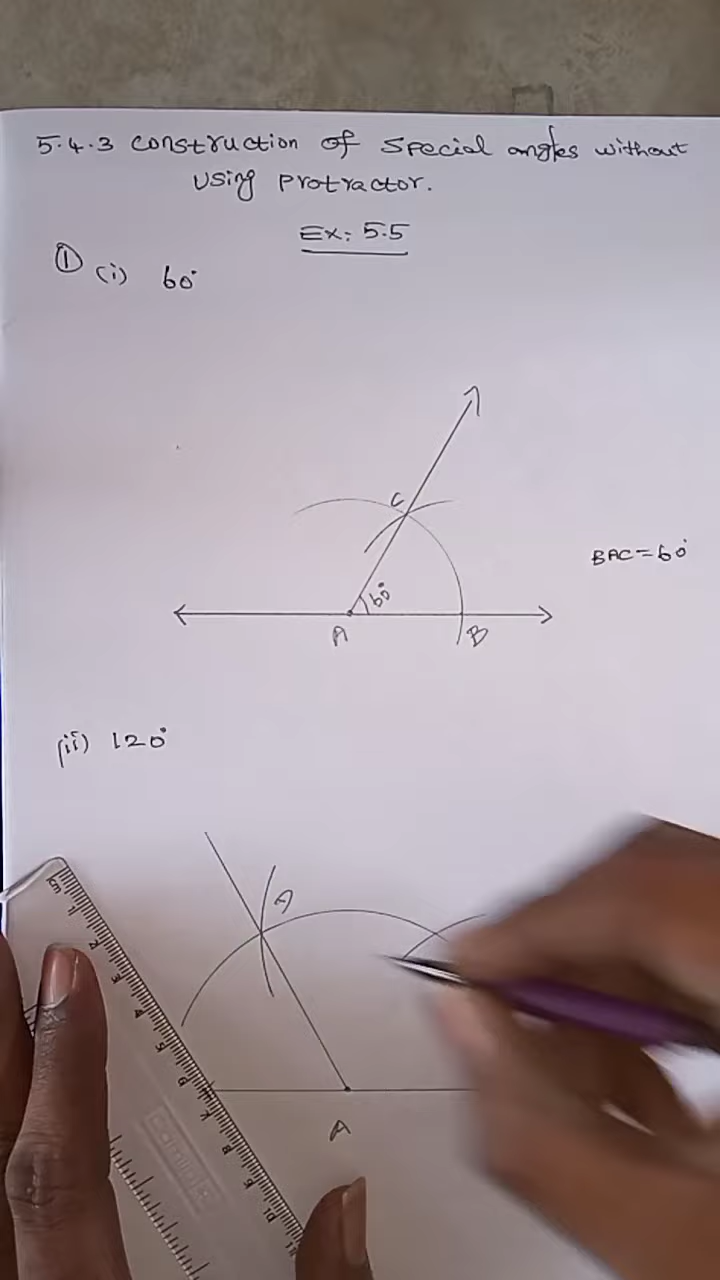 5.4.3 Construction of Special angles without
Using Protractor.
Ex: 5.5
① (i) 60°
C
BAC = 60°
60°
A B
(ii) 120°
D
A
cm